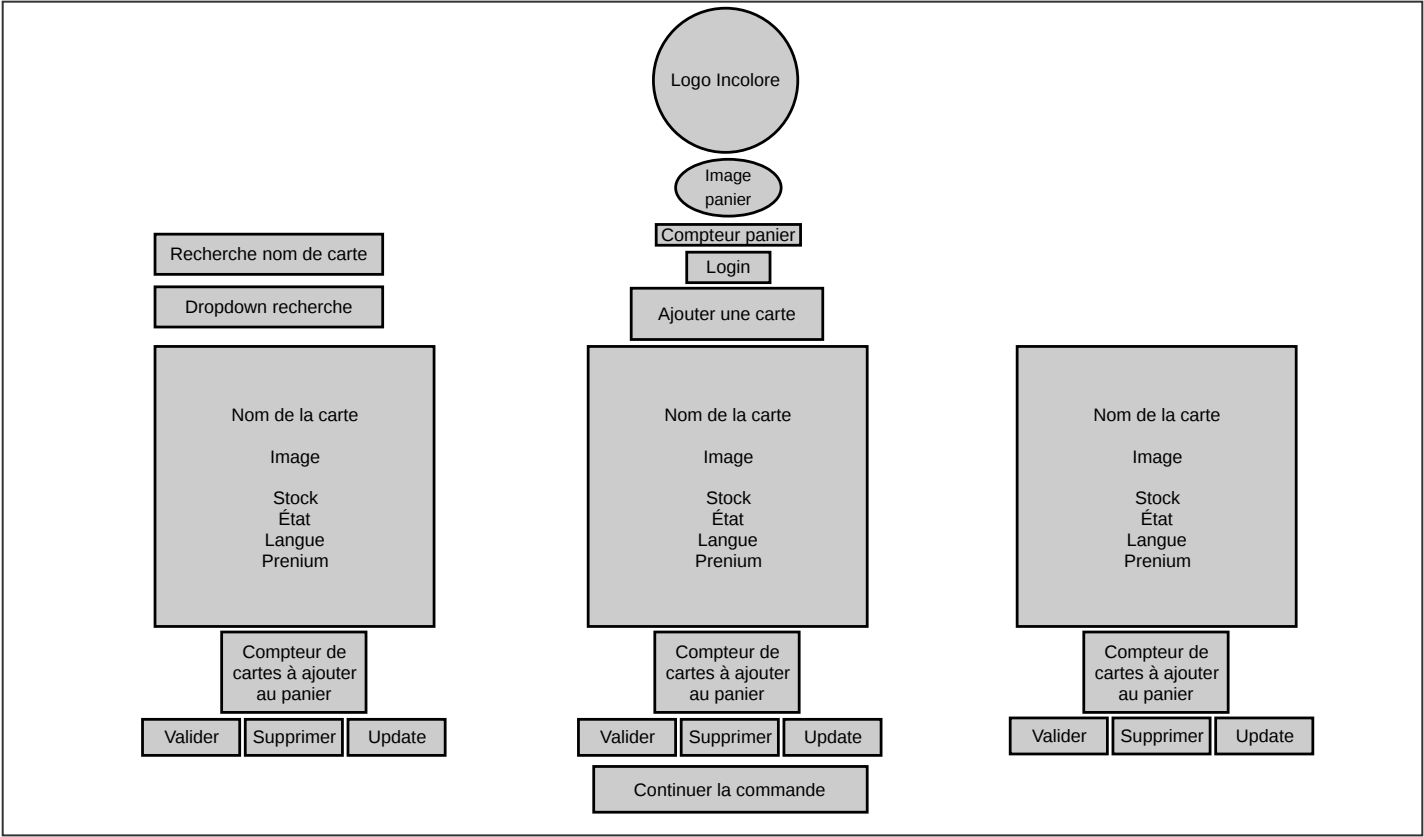 Logo Incolore
Image
panier
Compteur panier
Recherche nom de carte
Login
Dropdown recherche
Ajouter une carte
Nom de la carte
Image
Stock
État
Langue
Prenium
Nom de la carte
Image
Stock
État
Langue
Prenium
Nom de la carte
Image
Stock
État
Langue
Prenium
Compteur de
cartes à ajouter
au panier
Compteur de
cartes à ajouter
au panier
Compteur de
cartes à ajouter
au panier
Valider
Supprimer
Update
Valider
Supprimer
Update
Valider
Supprimer
Update
Continuer la commande